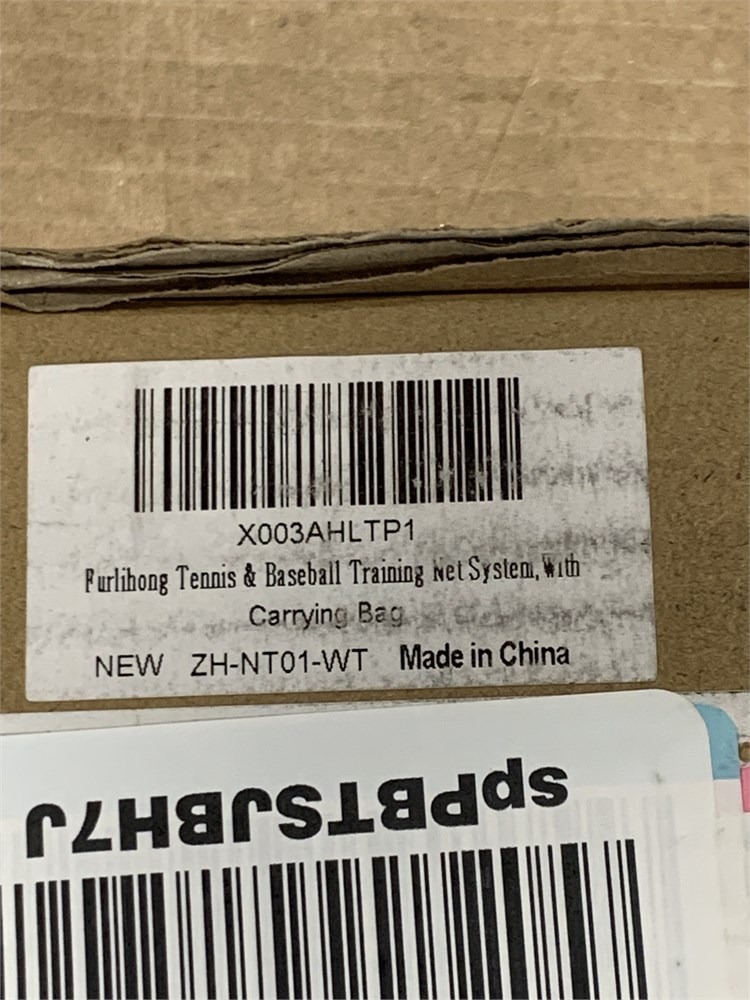 X003AHLTP1
Furlihong Tennis & Baseball Training Net System, With
Carrying Bag
NEW ZH-NT01-WT Made in China
spPBTSJBH7J